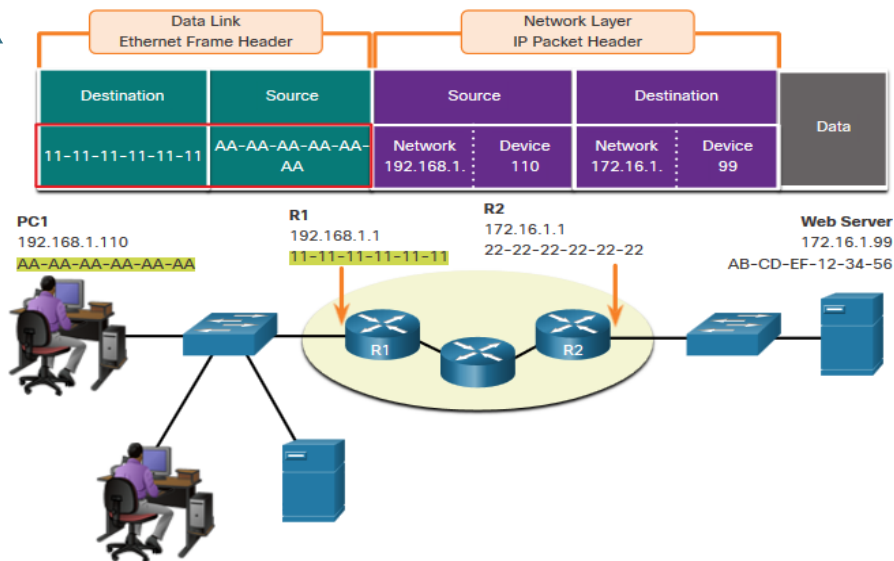 Data Link
Ethernet Frame Header
Network Layer
IP Packet Header
Destination
Source
Source
Destination
Data
11-11-11-11-11-11
AA-AA-AA-AA-AA-
AA
Network
192.168.1.
Device
110
Network
172.16.1.
Device
99
PC1
192.168.1.110
AA-AA-AA-AA-AA-AA
R1
192.168.1.1
11-11-11-11-11-11
R2
172.16.1.1
22-22-22-22-22-22
Web Server
172.16.1.99
AB-CD-EF-12-34-56
R1
R2